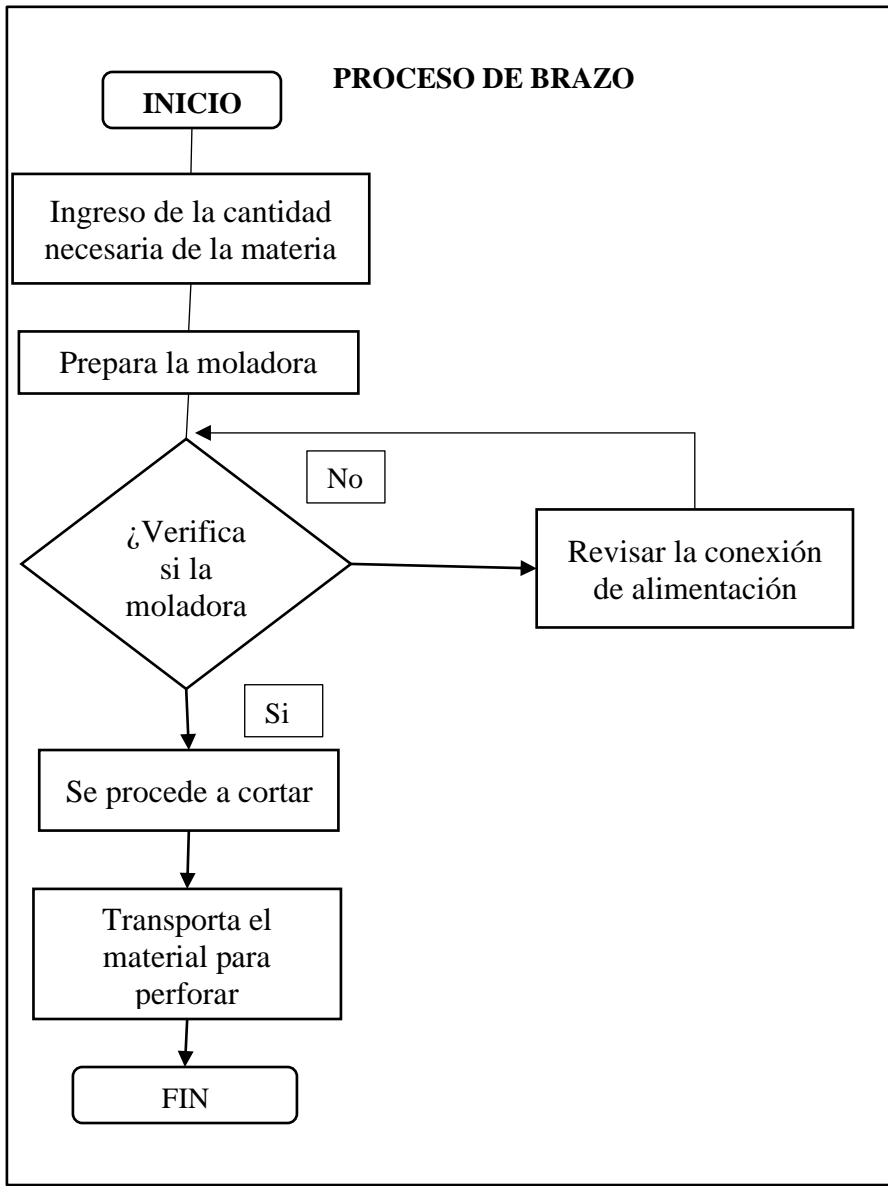 PROCESO DE BRAZO
INICIO
Ingreso de la cantidad
necesaria de la materia
Prepara la moladora
No
¿Verifica
si la
moladora
Revisar la conexión
de alimentación
Si
Se procede a cortar
Transporta el
material para
perforar
FIN